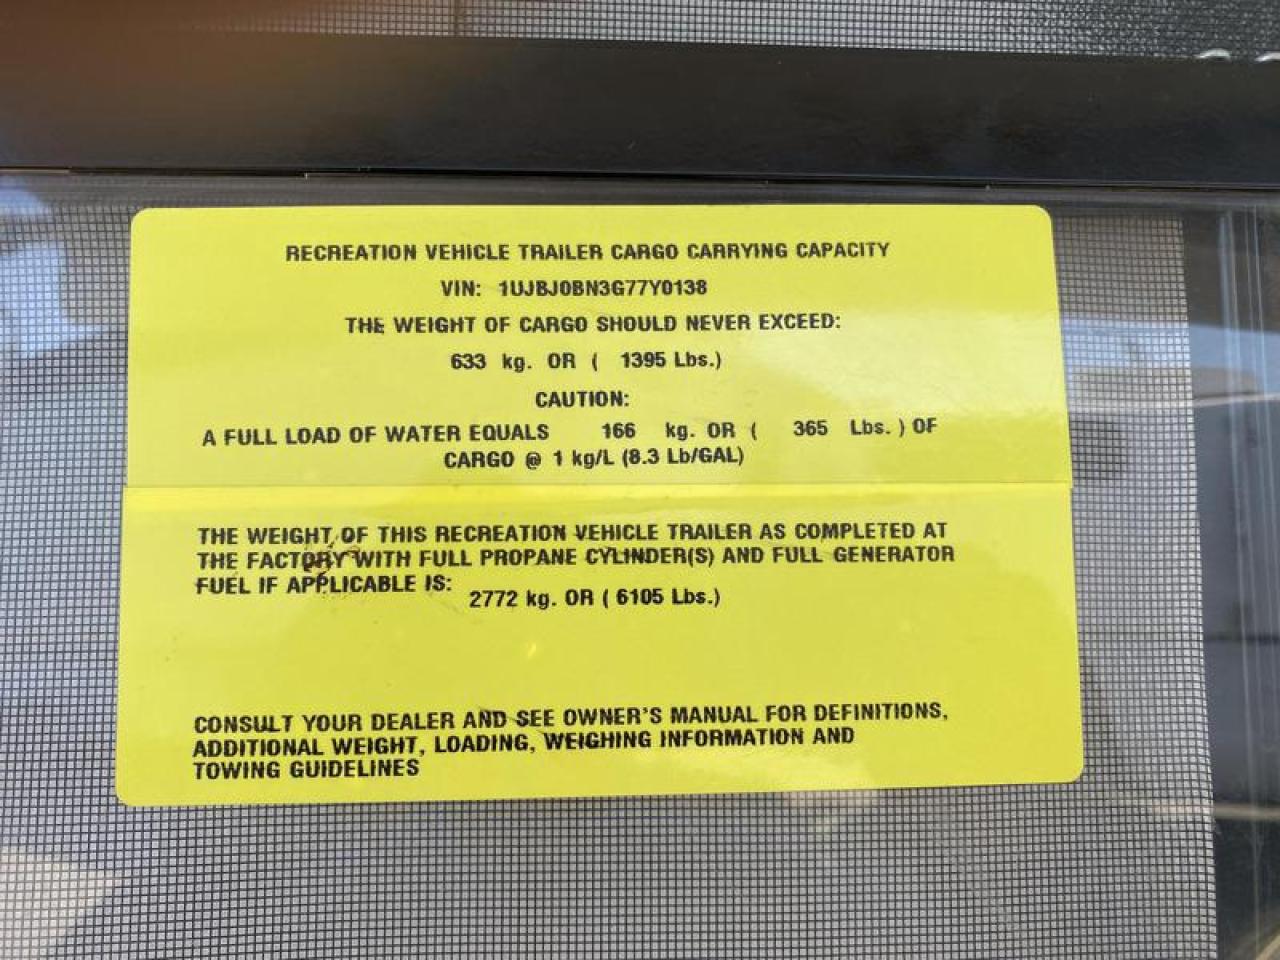 RECREATION VEHICLE TRAILER CARGO CARRYING CAPACITY
VIN: 1UJBJ0BN3G77Y0138
THE WEIGHT OF CARGO SHOULD NEVER EXCEED:
633 kg. OR ( 1395 Lbs.)
CAUTION:
A FULL LOAD OF WATER EQUALS 166 kg. OR ( 365 Lbs. ) OF
CARGO @ 1 kg/L (8.3 Lb/GAL)
THE WEIGHT OF THIS RECREATION VEHICLE TRAILER AS COMPLETED AT
THE FACTORY WITH FULL PROPANE CYLINDER(S) AND FULL GENERATOR
FUEL IF APPLICABLE IS:
2772 kg. OR ( 6105 Lbs.)
CONSULT YOUR DEALER AND SEE OWNER'S MANUAL FOR DEFINITIONS,
ADDITIONAL WEIGHT, LOADING, WEIGHING INFORMATION AND
TOWING GUIDELINES